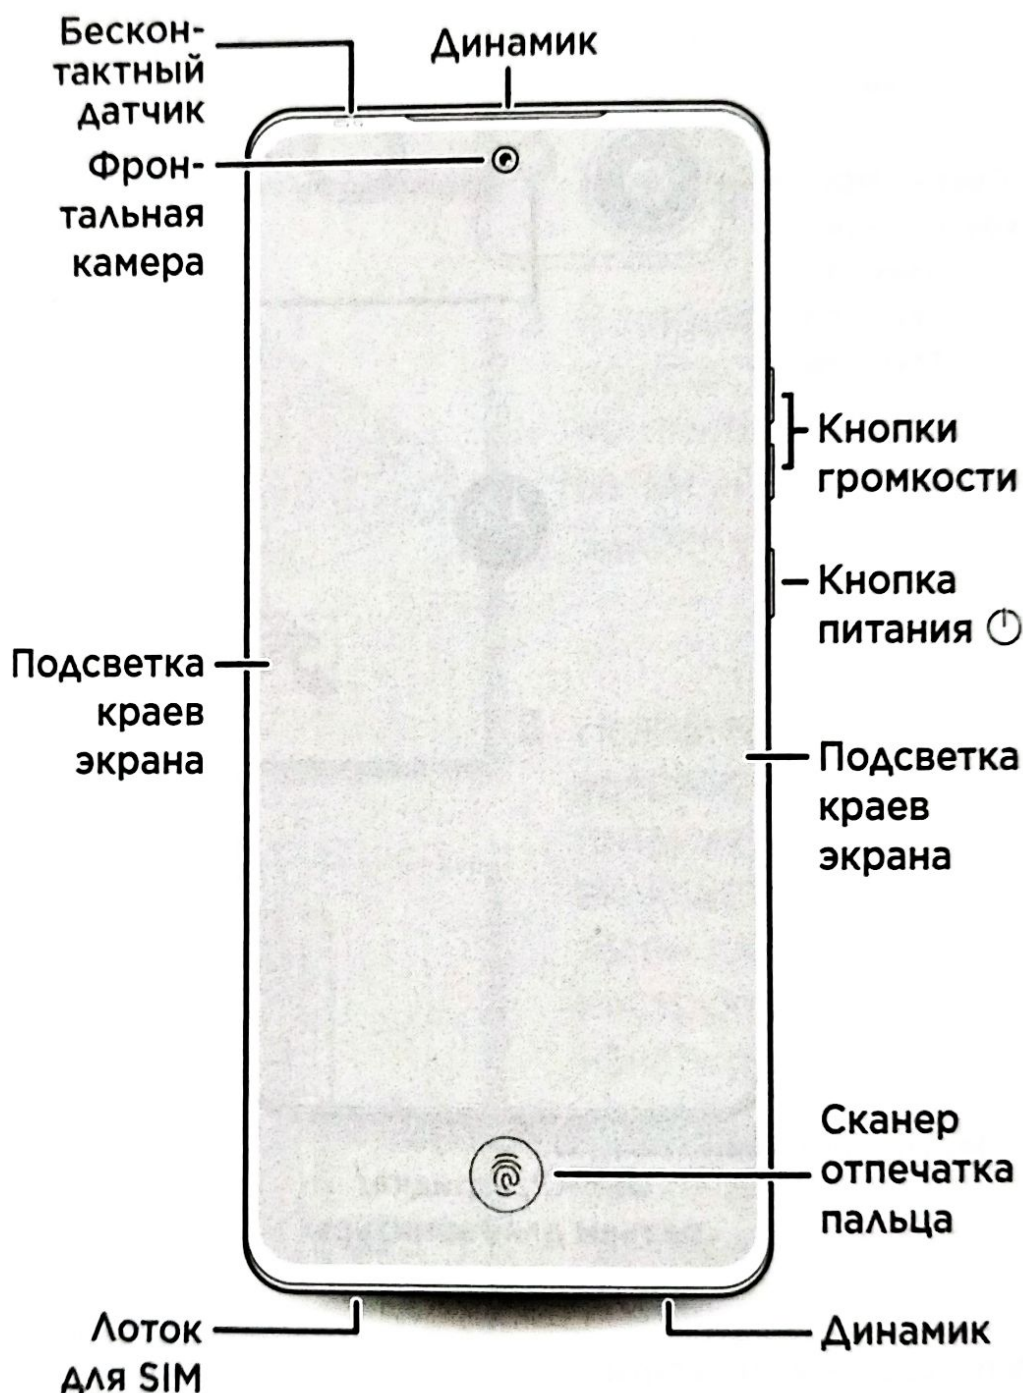 Бескон-
тактный
датчик
Динамик
Фрон-
тальная
камера
Кнопки
громкости
Кнопка
питания
Подсветка
краев
экрана
Подсветка
краев
экрана
Сканер
отпечатка
пальца
Лоток
для SIM
Динамик